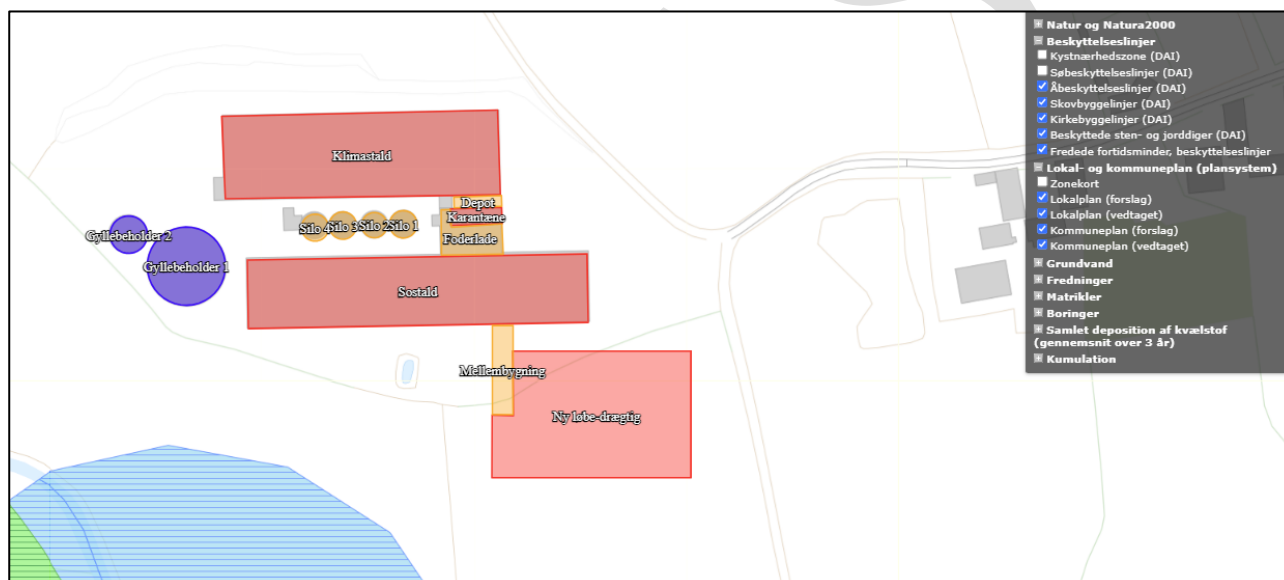 Klimastald
Depot
Karantæne
Silo 4
Silo 3
Silo 2
Silo 1
Foderlade
Gyllebeholder 2
Gyllebeholder 1
Sostald
Mellembygning
Ny løbe-drægtig
Natur og Natura2000
Beskyttelseslinjer
Kystnærhedszone (DAI)
Søbeskyttelseslinjer (DAI)
Åbeskyttelseslinjer (DAI)
Skovbyggelinjer (DAI)
Kirkebyggelinjer (DAI)
Beskyttede sten- og jorddiger (DAI)
Fredede fortidsminder, beskyttelseslinjer
Lokal- og kommuneplan (plansystem)
Zonekort
Lokalplan (forslag)
Lokalplan (vedtaget)
Kommuneplan (forslag)
Kommuneplan (vedtaget)
Grundvand
Fredninger
Matrikler
Boringer
Samlet deposition af kvælstof
(gennemsnit over 3 år)
Kumulation